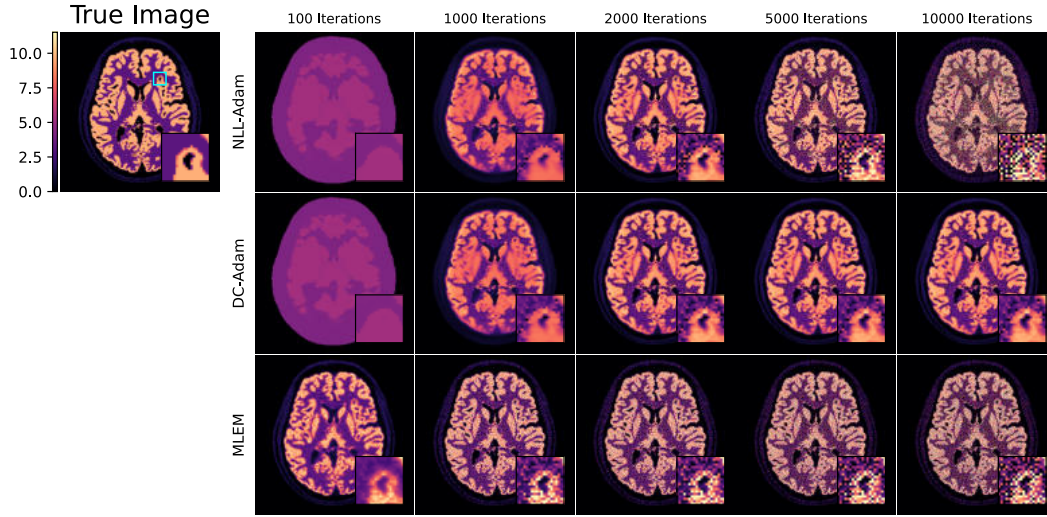 True Image
10.0
7.5
5.0
2.5
0.0
100 Iterations
1000 Iterations
2000 Iterations
5000 Iterations
10000 Iterations
NLL-Adam
DC-Adam
MLEM